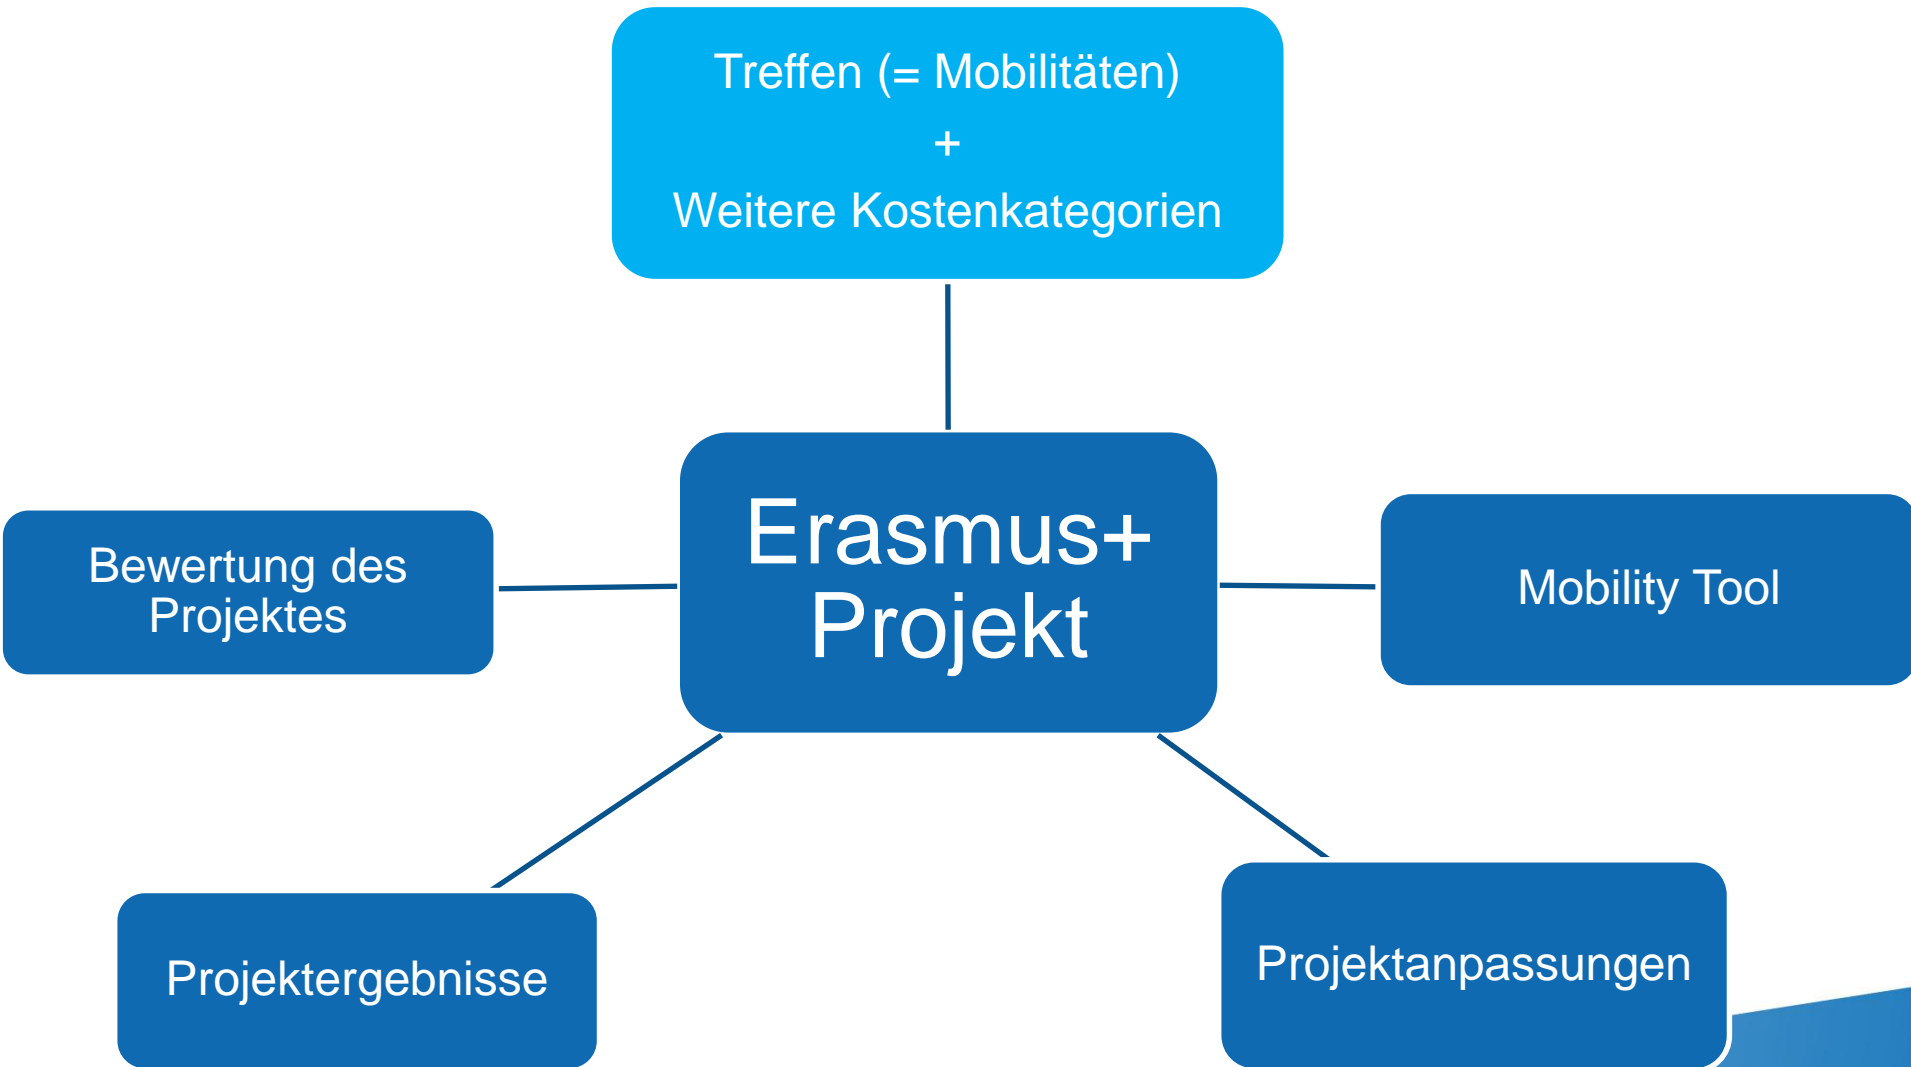 Treffen (= Mobilitäten)
+
Weitere Kostenkategorien
Erasmus+
Projekt
Bewertung des
Projektes
Mobility Tool
Projektergebnisse
Projektanpassungen